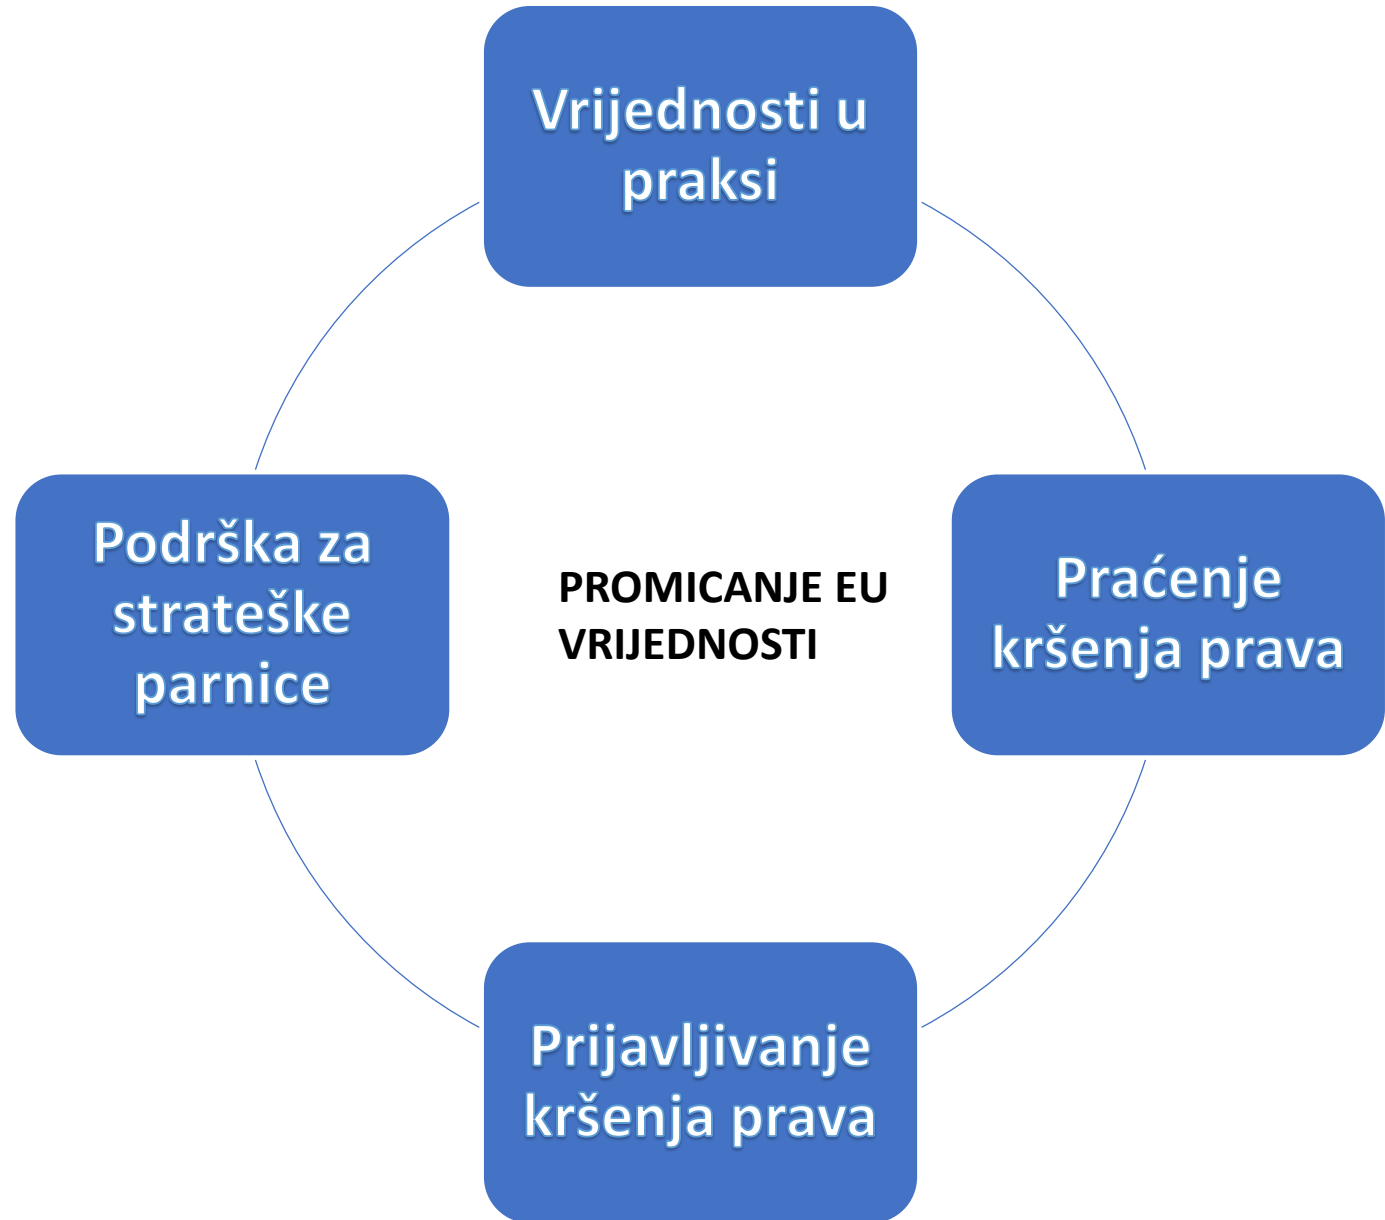 Vrijednosti u
praksi
Podrška za
strateške
parnice
PROMICANJE EU
VRIJEDNOSTI
Praćenje
kršenja prava
Prijavljivanje
kršenja prava